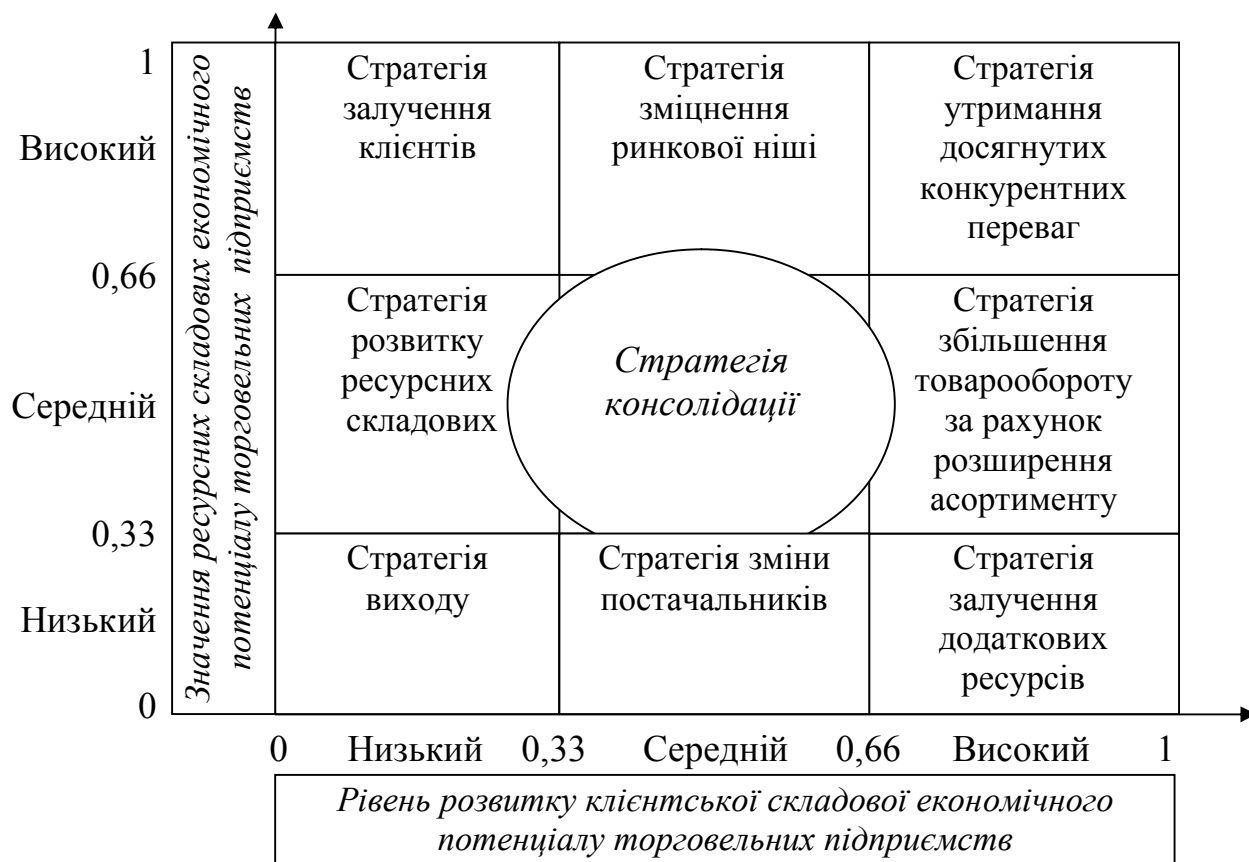 Значення ресурсних складових економічного
потенціалу торговельних підприємств
1
Високий
0,66
Середній
0,33
Низький
0
Стратегія
залучення
клієнтів
Стратегія
зміцнення
ринкової ніші
Стратегія
утримання
досягнутих
конкурентних
переваг
Стратегія
розвитку
ресурсних
складових
Стратегія
консолідації
Стратегія
збільшення
товарообороту
за рахунок
розширення
асортименту
Стратегія
виходу
Стратегія зміни
постачальників
Стратегія
залучення
додаткових
ресурсів
0 Низький 0,33 Середній 0,66 Високий 1
Рівень розвитку клієнтської складової економічного
потенціалу торговельних підприємств